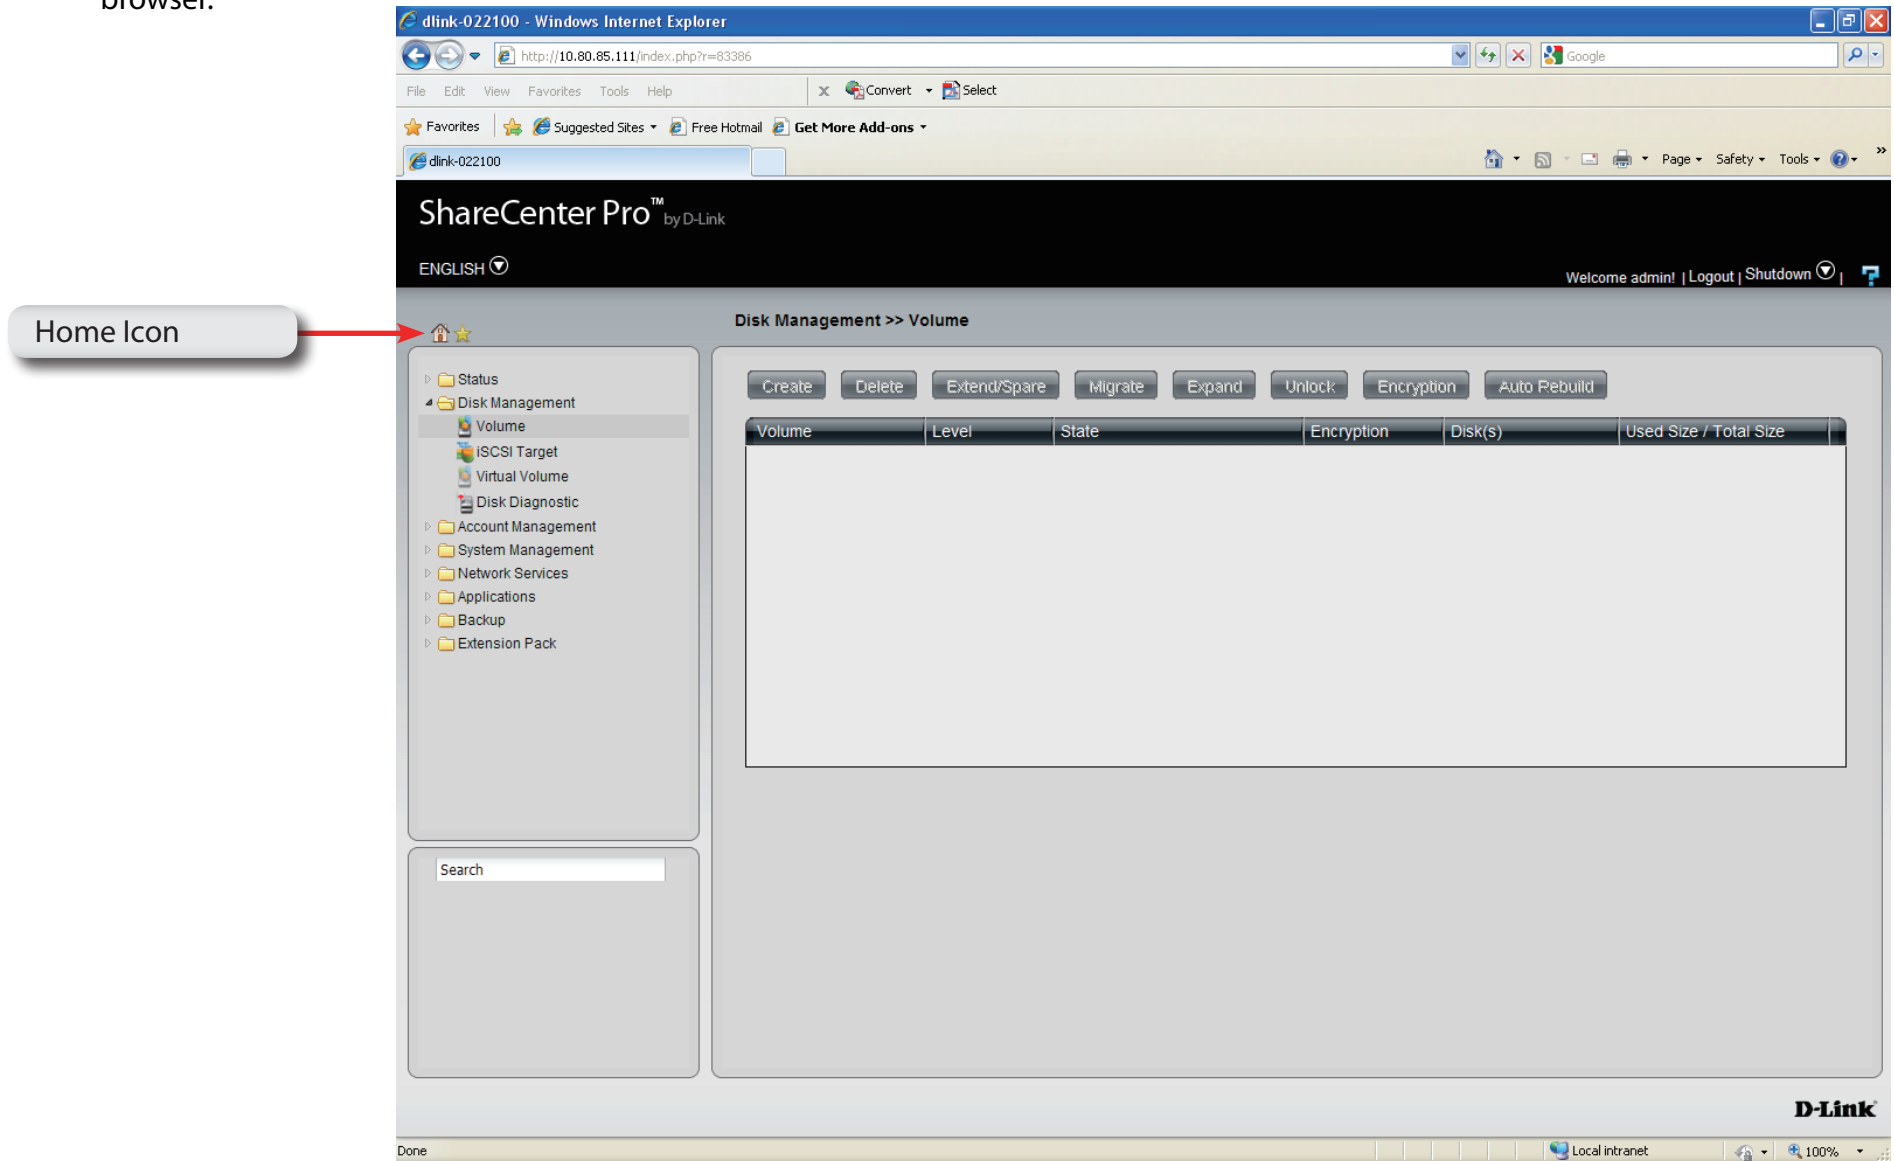 browser.
dlink-022100 - Windows Internet Explorer
http://10.80.85.111/index.php?r=83386
Google
File Edit View Favorites Tools Help x Convert Select
Favorites Suggested Sites Free Hotmail Get More Add-ons
dlink-022100 Page Safety Tools »
ShareCenter Pro™ by D-Link
ENGLISH
Welcome admin! | Logout | Shutdown |
Home Icon
Disk Management >> Volume
Status
Disk Management
Volume
iSCSI Target
Virtual Volume
Disk Diagnostic
Account Management
System Management
Network Services
Applications
Backup
Extension Pack
Create Delete Extend/Spare Migrate Expand Unlock Encryption Auto Rebuild
Volume Level State Encryption Disk(s) Used Size / Total Size
Search
D-Link
Done Local intranet 100%